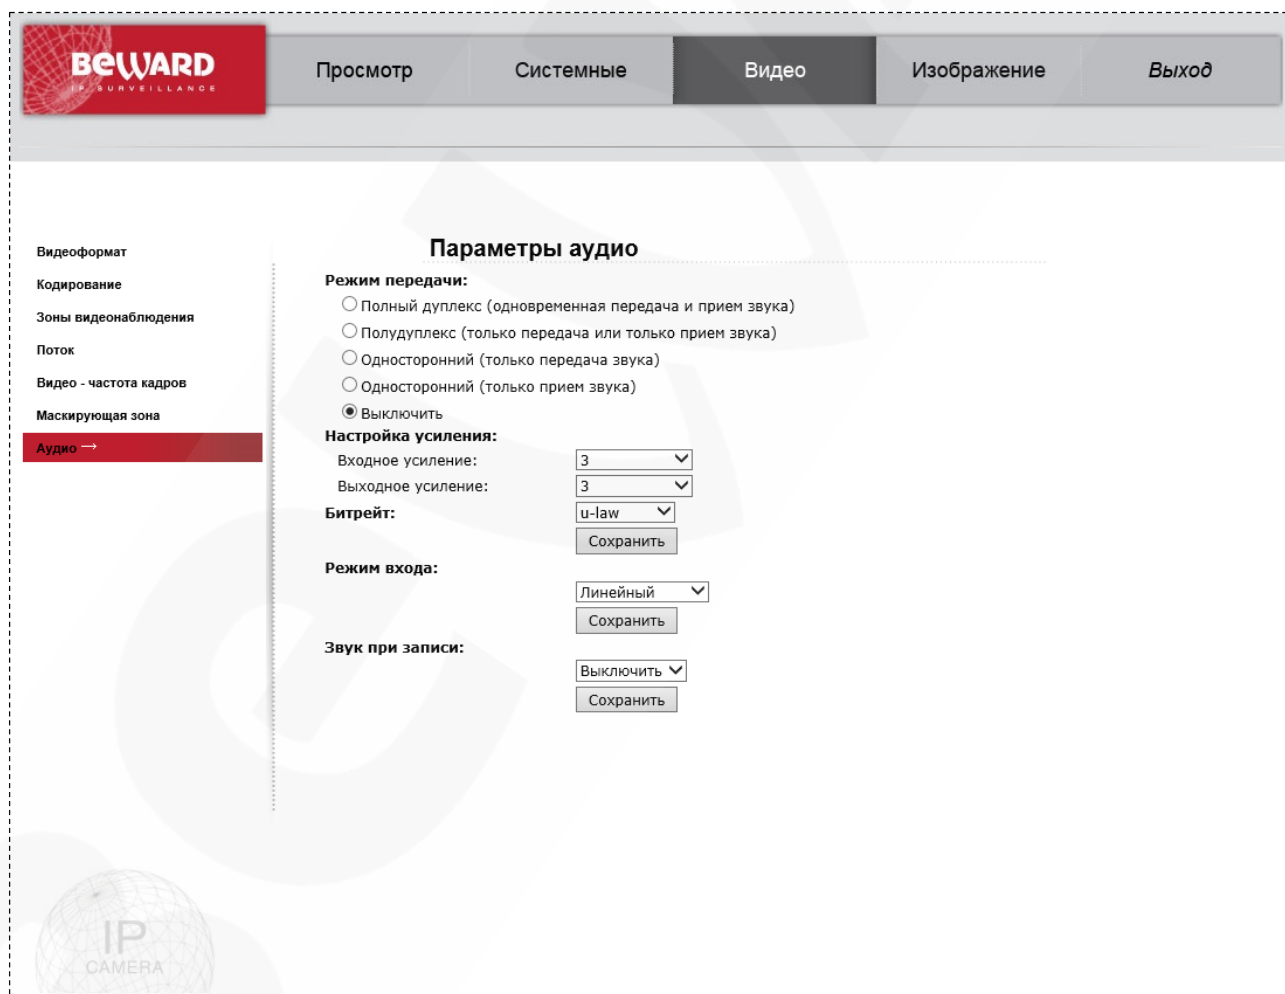 BEWARD
IP SURVEILLANCE
Просмотр
Системные
Видео
Изображение
Выход
Видеоформат
Кодирование
Зоны видеонаблюдения
Поток
Видео - частота кадров
Маскирующая зона
Аудио →
Параметры аудио
Режим передачи:
Полный дуплекс (одновременная передача и прием звука)
Полудуплекс (только передача или только прием звука)
Односторонний (только передача звука)
Односторонний (только прием звука)
Выключить
Настройка усиления:
Входное усиление: 3
Выходное усиление: 3
Битрейт: u-law
Сохранить
Режим входа:
Линейный
Сохранить
Звук при записи:
Выключить
Сохранить
IP
CAMERA